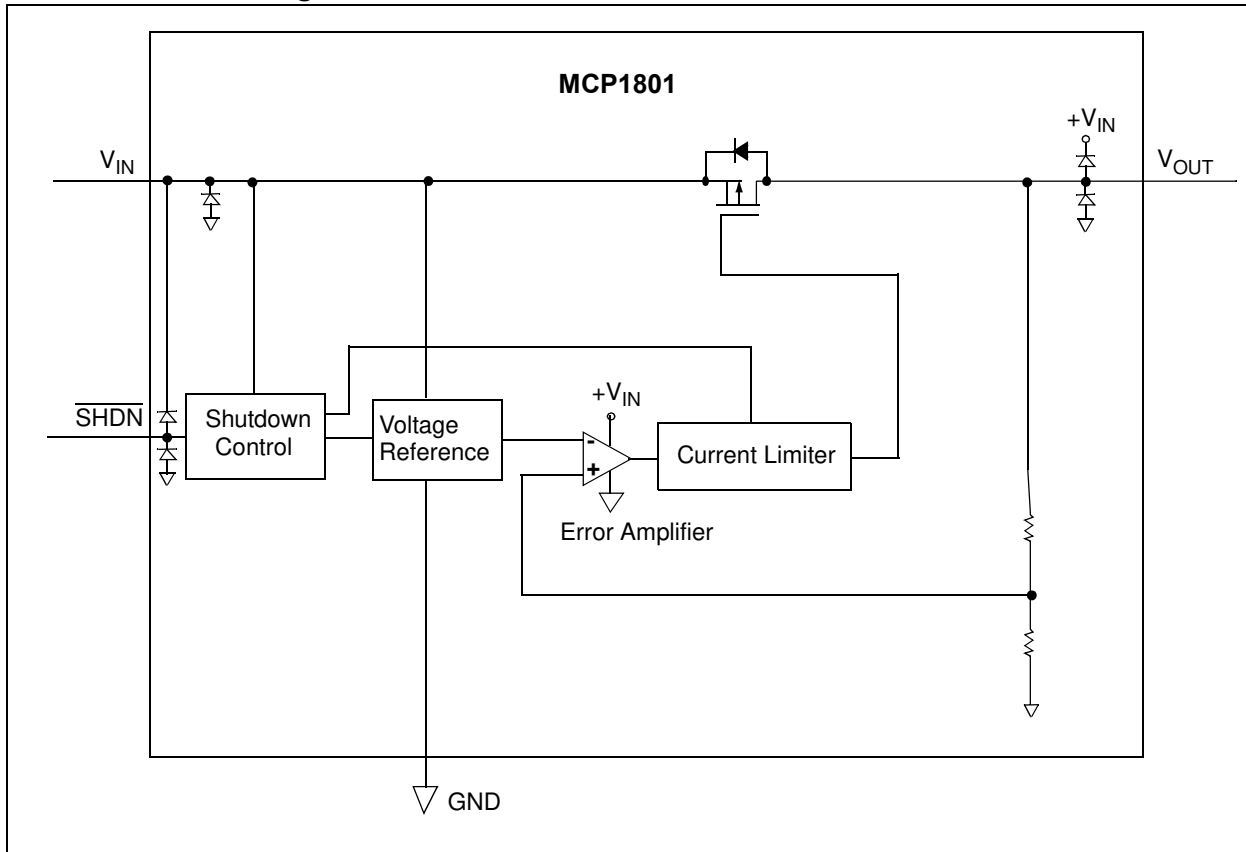 MCP1801
+VIN
VIN
VOUT
SHDN
Shutdown
Control
Voltage
Reference
+VIN
-
+
Current Limiter
Error Amplifier
GND